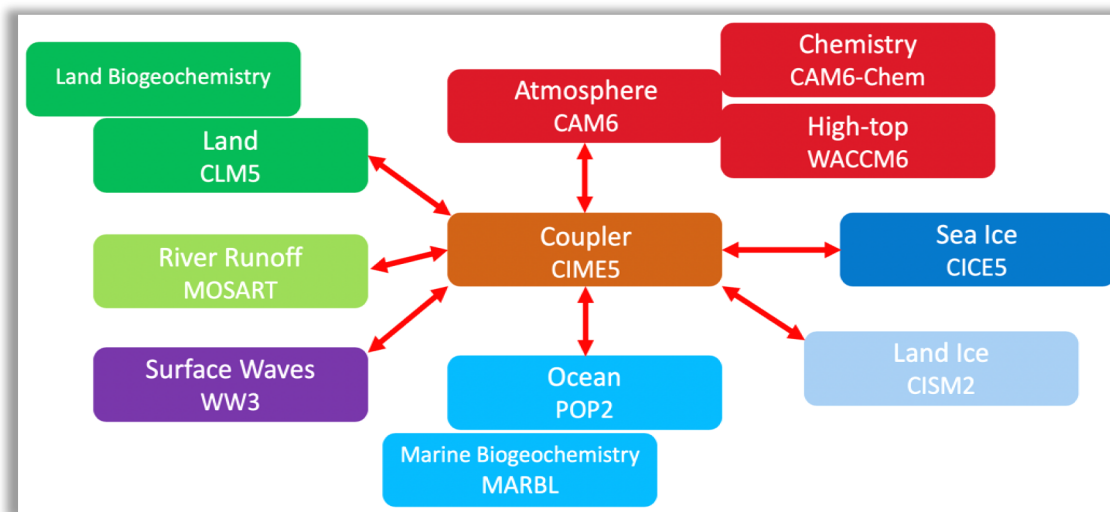 Land Biogeochemistry
Land
CLM5
River Runoff
MOSART
Surface Waves
WW3
Atmosphere
CAM6
Chemistry
CAM6-Chem
High-top
WACCM6
Coupler
CIME5
Sea Ice
CICE5
Land Ice
CISM2
Ocean
POP2
Marine Biogeochemistry
MARBL